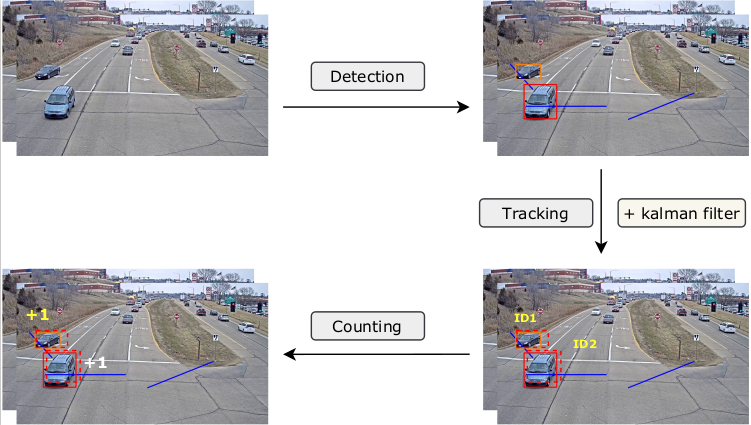 Detection
Tracking
+ kalman filter
Counting
+1
+1
ID1
ID2